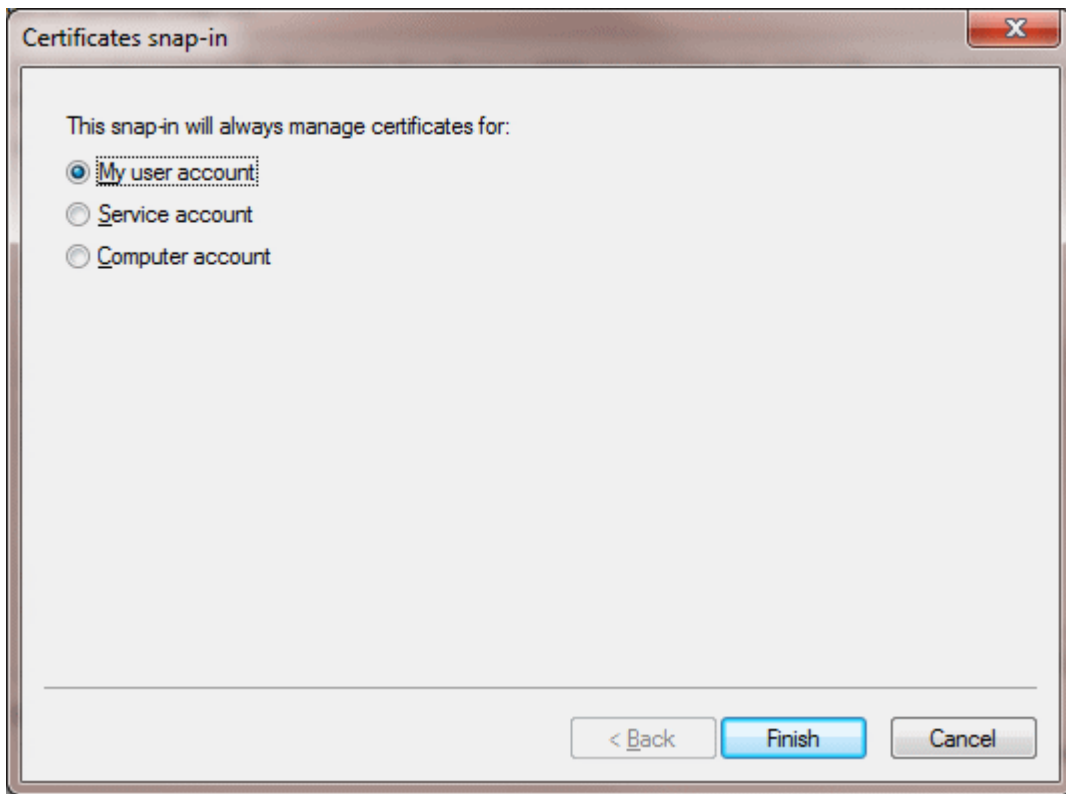 Certificates snap-in
This snap-in will always manage certificates for:
My user account
Service account
Computer account
< Back Finish Cancel